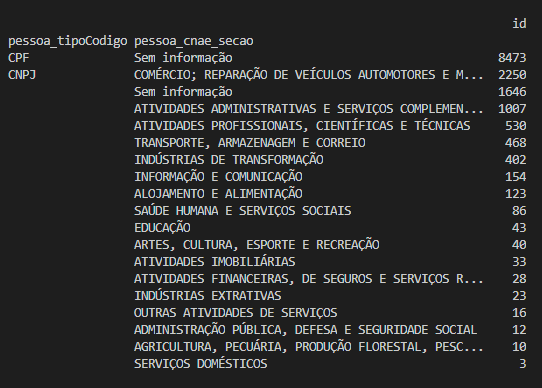 id
pessoa_tipoCodigo pessoa_cnae_secao
CPF Sem informação 8473
CNPJ COMÉRCIO; REPARAÇÃO DE VEÍCULOS AUTOMOTORES E M... 2250
Sem informação 1646
ATIVIDADES ADMINISTRATIVAS E SERVIÇOS COMPLEMEN... 1007
ATIVIDADES PROFISSIONAIS, CIENTÍFICAS E TÉCNICAS 530
TRANSPORTE, ARMAZENAGEM E CORREIO 468
INDÚSTRIAS DE TRANSFORMAÇÃO 402
INFORMAÇÃO E COMUNICAÇÃO 154
ALOJAMENTO E ALIMENTAÇÃO 123
SAÚDE HUMANA E SERVIÇOS SOCIAIS 86
EDUCAÇÃO 43
ARTES, CULTURA, ESPORTE E RECREAÇÃO 40
ATIVIDADES IMOBILIÁRIAS 33
ATIVIDADES FINANCEIRAS, DE SEGUROS E SERVIÇOS R... 28
INDÚSTRIAS EXTRATIVAS 23
OUTRAS ATIVIDADES DE SERVIÇOS 16
ADMINISTRAÇÃO PÚBLICA, DEFESA E SEGURIDADE SOCIAL 12
AGRICULTURA, PECUÁRIA, PRODUÇÃO FLORESTAL, PESC... 10
SERVIÇOS DOMÉSTICOS 3